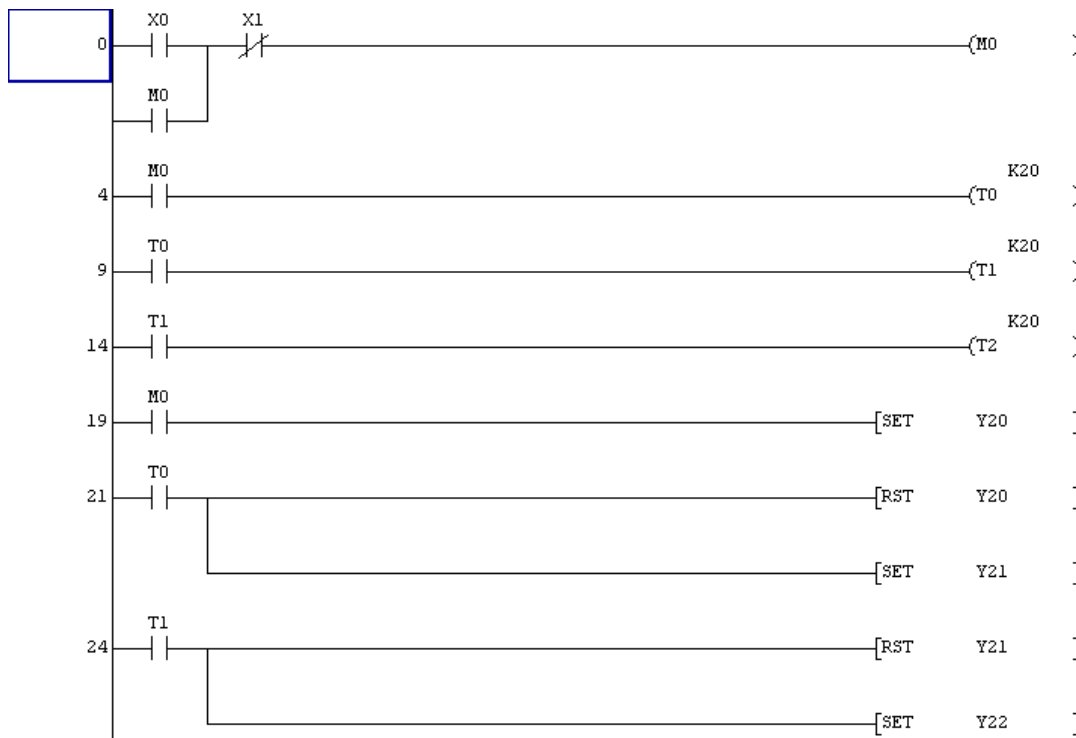 X0 X1
0 (M0
M0
M0 K20
4 (T0
T0 K20
9 (T1
T1 K20
14 (T2
M0
19 [SET Y20 ]
T0
21 [RST Y20 ]
[SET Y21 ]
T1
24 [RST Y21 ]
[SET Y22 ]